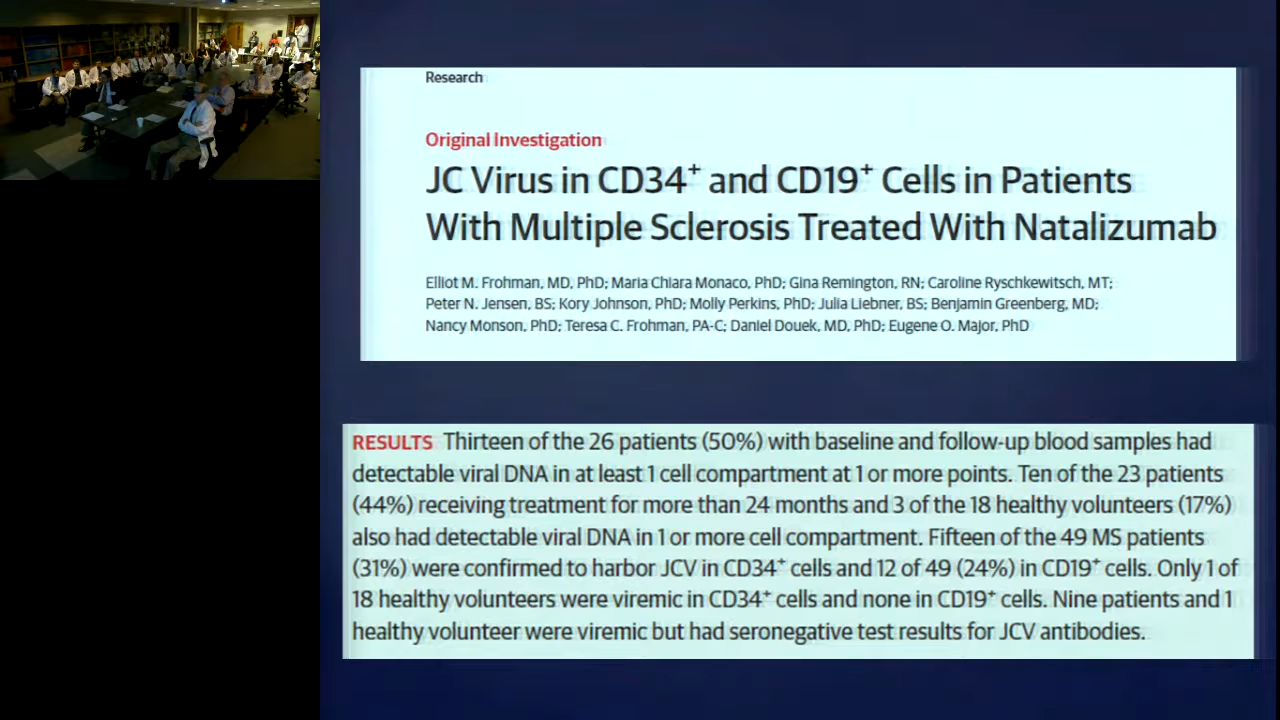 Research
Original Investigation
JC Virus in CD34+ and CD19+ Cells in Patients
With Multiple Sclerosis Treated With Natalizumab
Elliot M. Frohman, MD, PhD; Maria Chiara Monaco, PhD; Gina Remington, RN; Caroline Ryschkewitsch, MT;
Peter N. Jensen, BS; Kory Johnson, PhD; Molly Perkins, PhD; Julia Liebner, BS; Benjamin Greenberg, MD;
Nancy Monson, PhD; Teresa C. Frohman, PA-C; Daniel Douek, MD, PhD; Eugene O. Major, PhD
RESULTS Thirteen of the 26 patients (50%) with baseline and follow-up blood samples had
detectable viral DNA in at least 1 cell compartment at 1 or more points. Ten of the 23 patients
(44%) receiving treatment for more than 24 months and 3 of the 18 healthy volunteers (17%)
also had detectable viral DNA in 1 or more cell compartment. Fifteen of the 49 MS patients
(31%) were confirmed to harbor JCV in CD34+ cells and 12 of 49 (24%) in CD19+ cells. Only 1 of
18 healthy volunteers were viremic in CD34+ cells and none in CD19+ cells. Nine patients and 1
healthy volunteer were viremic but had seronegative test results for JCV antibodies.